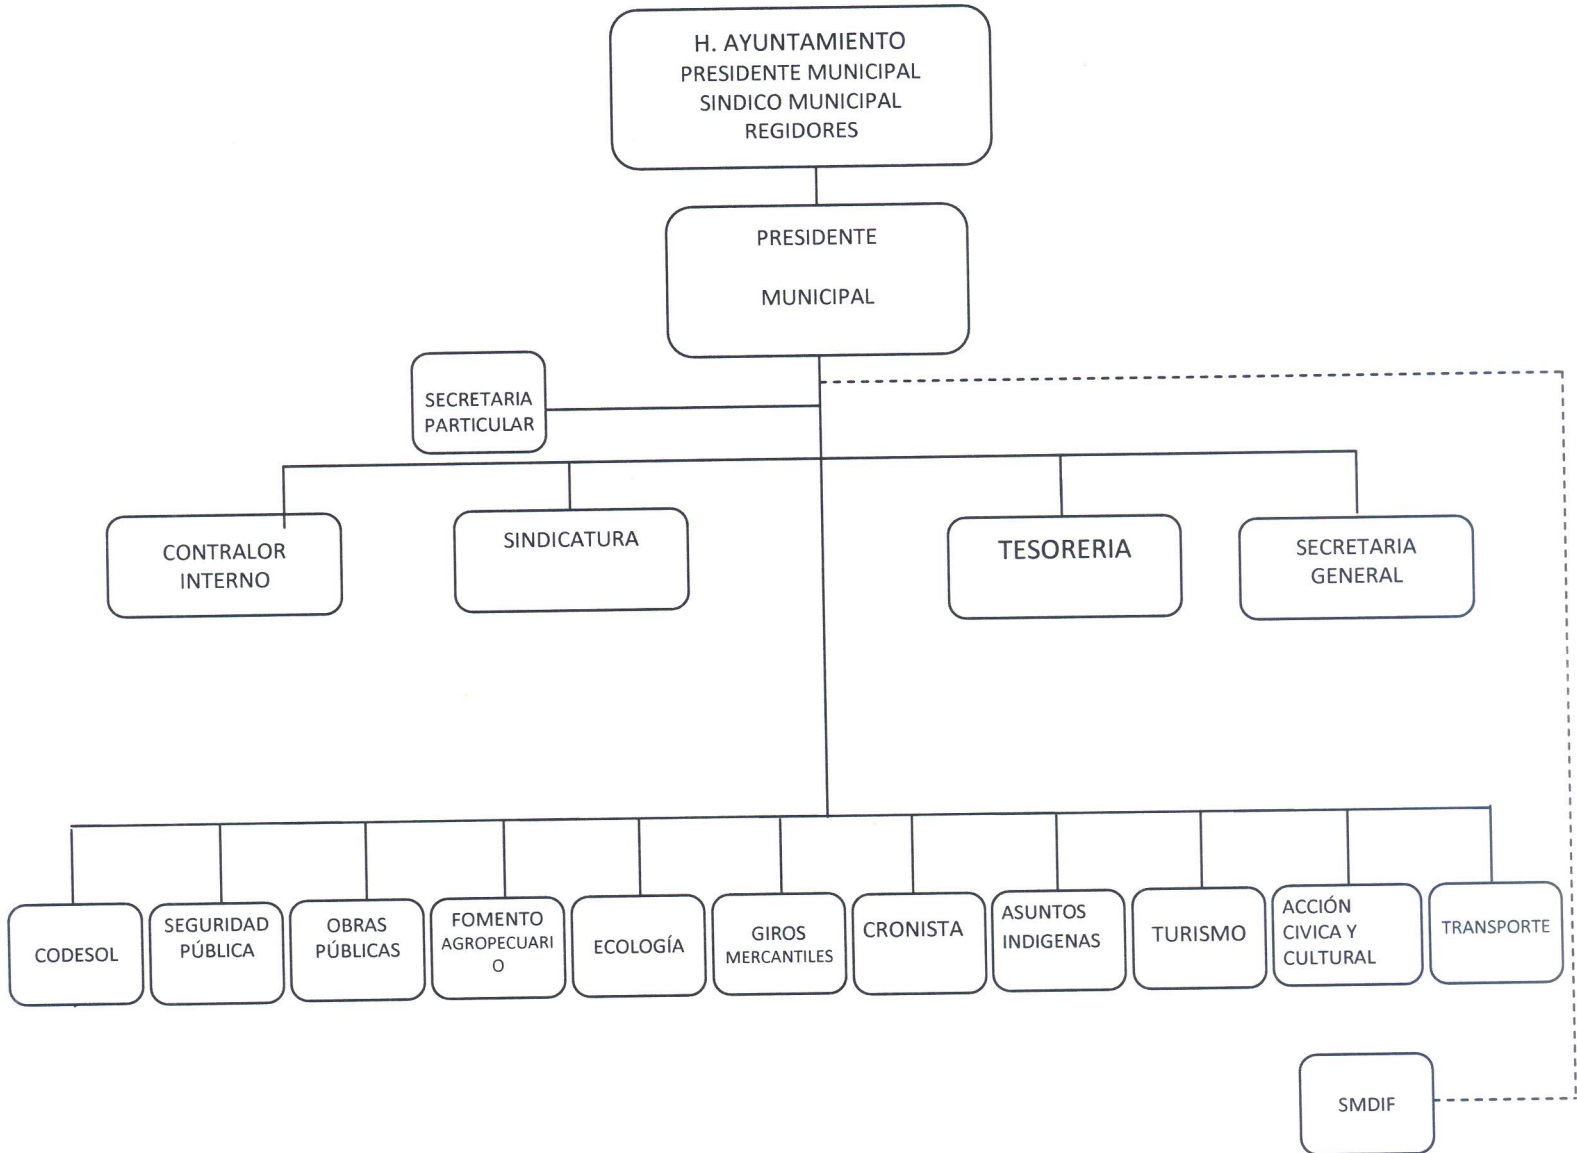 H. AYUNTAMIENTO
PRESIDENTE MUNICIPAL
SINDICO MUNICIPAL
REGIDORES
PRESIDENTE
MUNICIPAL
SECRETARIA
PARTICULAR
CONTRALOR
INTERNO
SINDICATURA
TESORERIA
SECRETARIA
GENERAL
CODESOL
SEGURIDAD
PÚBLICA
OBRAS
PÚBLICAS
FOMENTO
AGROPECUARI
O
ECOLOGÍA
GIROS
MERCANTILES
CRONISTA
ASUNTOS
INDIGENAS
TURISMO
ACCIÓN
CIVICA Y
CULTURAL
TRANSPORTE
SMDIF